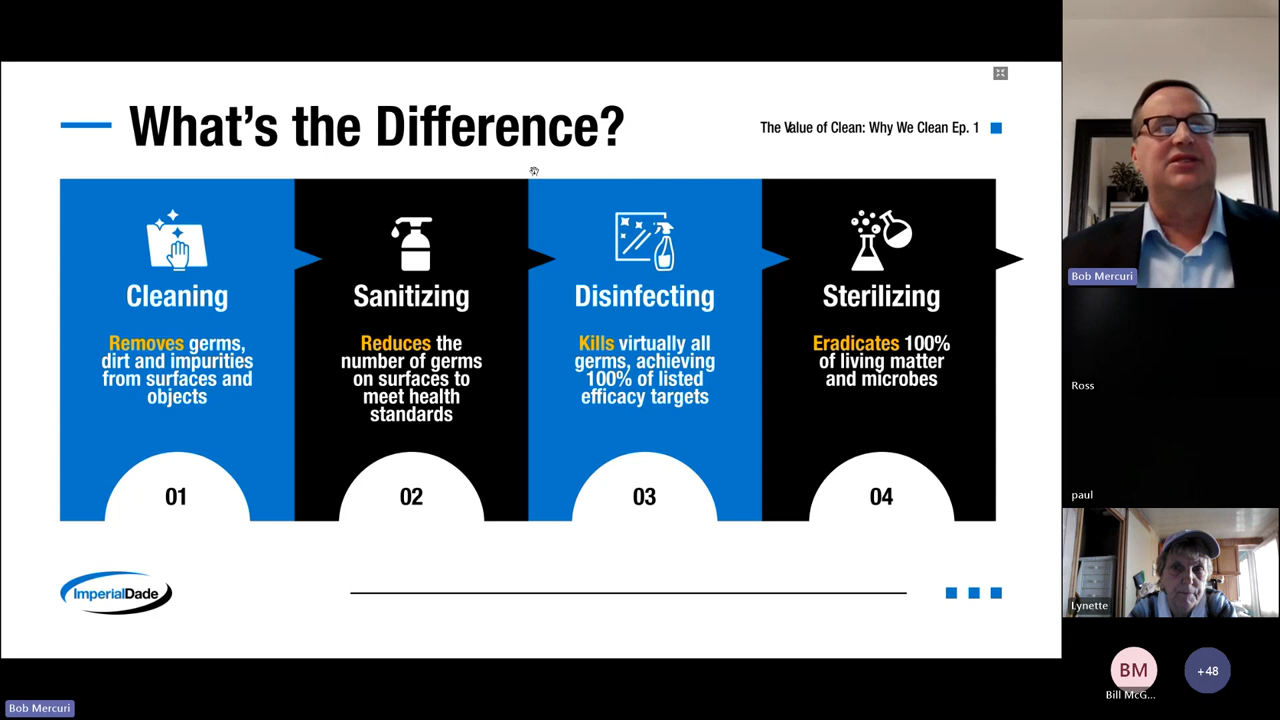 What's the Difference?
The Value of Clean: Why We Clean Ep. 1
Cleaning
Removes germs,
dirt and impurities
from surfaces and
objects
01
Sanitizing
Reduces the
number of germs
on surfaces to
meet health
standards
02
Disinfecting
Kills virtually all
germs, achieving
100% of listed
efficacy targets
03
Sterilizing
Eradicates 100%
of living matter
and microbes
04
ImperialDade
Bob Mercuri
Bob Mercuri
Ross
paul
Lynette
BM
Bill McG...
+48